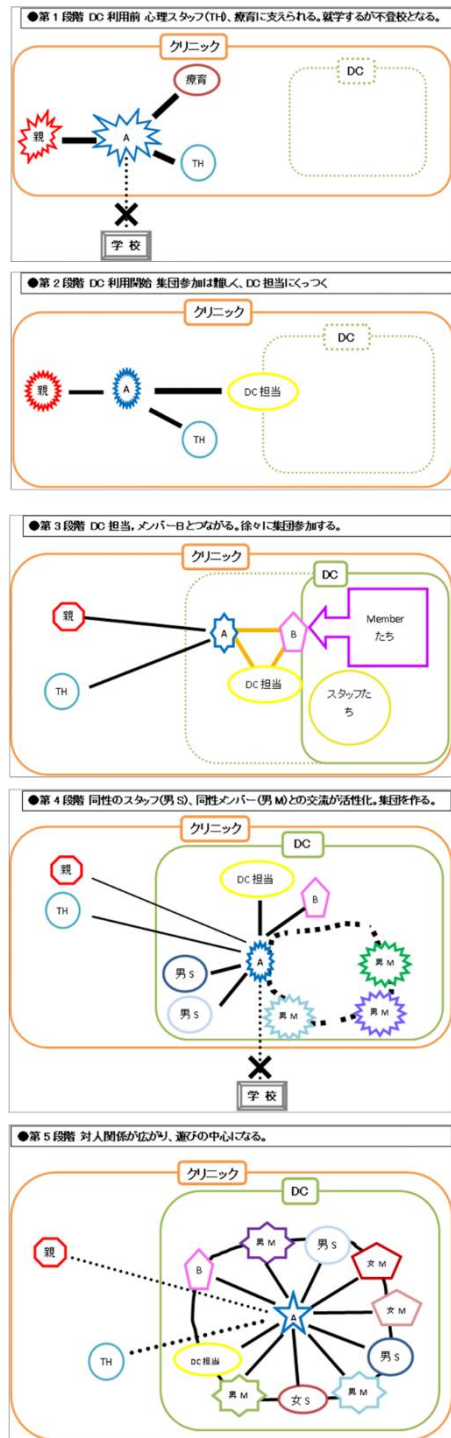 ●第1段階 DC 利用前 心理スタッフ(TH)、療育に支えられる。就学するが不登校となる。
クリニック
療育
DC
親
A
TH
学校
●第2段階 DC 利用開始 集団参加は難しく、DC 担当にくっつく
クリニック
DC
親
A
DC 担当
TH
●第3段階 DC 担当，メンバーBとつながる。徐々に集団参加する。
クリニック
DC
親
A
B
Member
たち
TH
DC 担当
スタッフた
ち
●第4段階 同性のスタッフ(男S)、同性メンバー(男M)との交流が活性化。集団を作る。
クリニック
DC
親
DC 担当
B
TH
A
男 S
男 M
男 S
男 M
男 M
学校
●第5段階 対人関係が広がり、遊びの中心になる。
クリニック
DC
親
男 M
男 S
B
女 M
A
女 M
TH
DC 担当
男 S
男 M
女 S
男 M